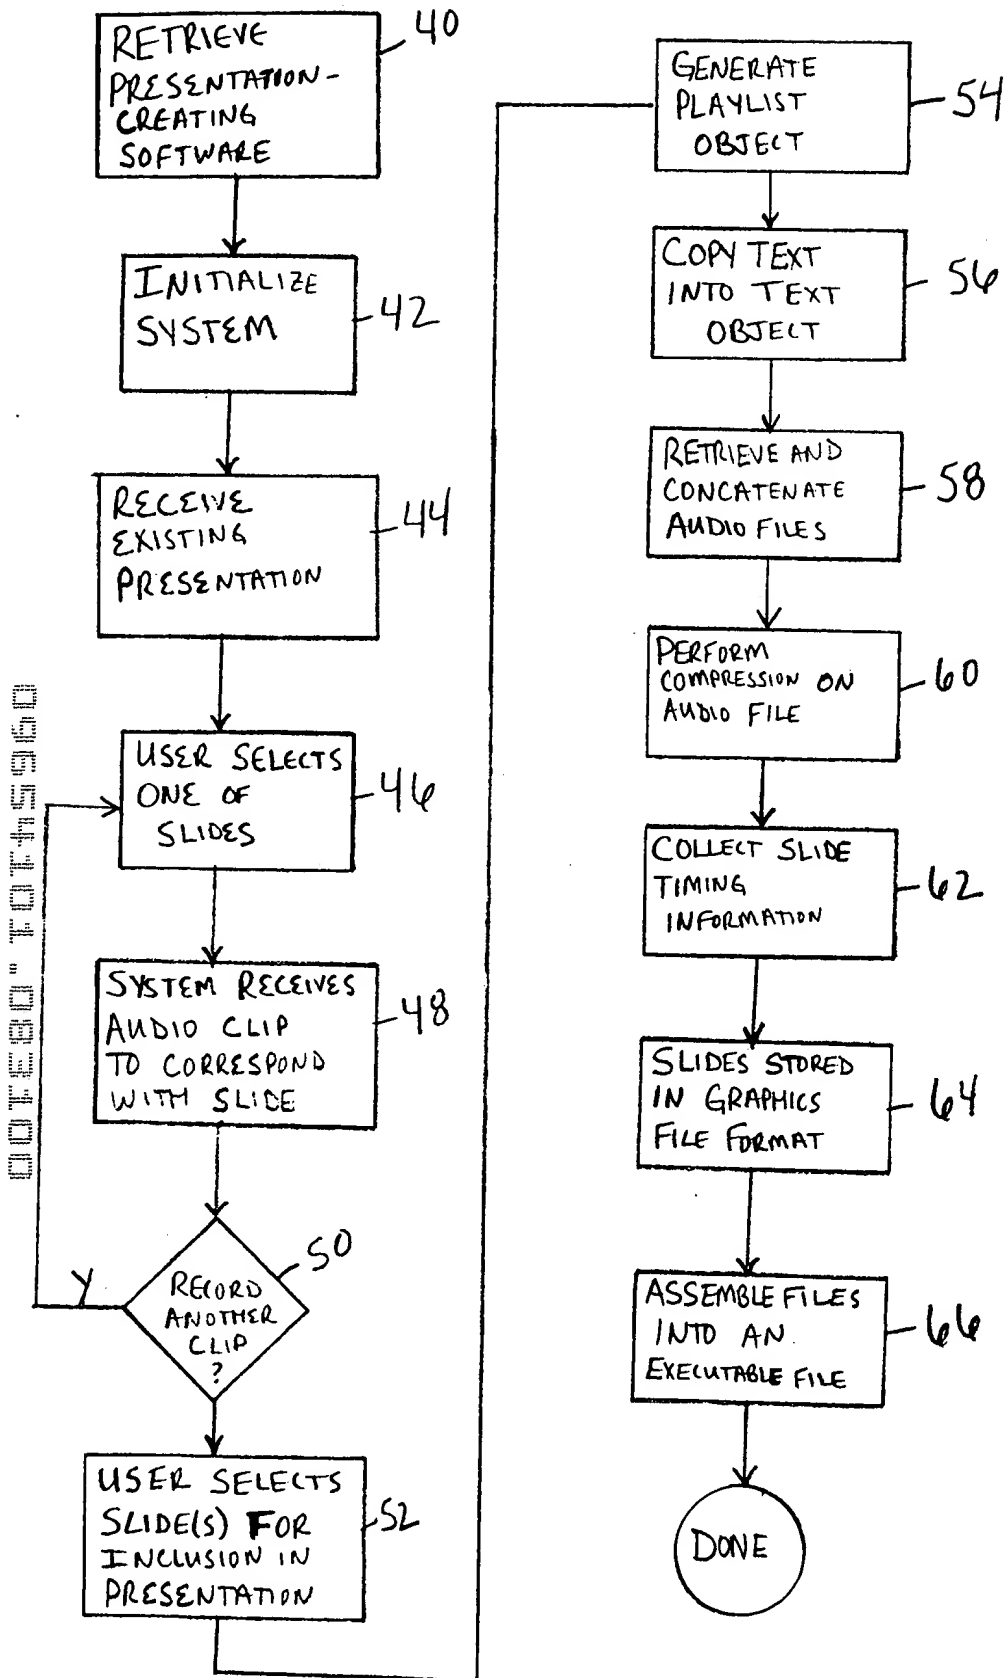 RETRIEVE
PRESENTATION-
CREATING
SOFTWARE
40
INITIALIZE
SYSTEM
42
RECEIVE
EXISTING
PRESENTATION
44
USER SELECTS
ONE OF
SLIDES
46
SYSTEM RECEIVES
AUDIO CLIP
TO CORRESPOND
WITH SLIDE
48
RECORD
ANOTHER
CLIP
?
50
Y
USER SELECTS
SLIDE(S) FOR
INCLUSION IN
PRESENTATION
52
GENERATE
PLAYLIST
OBJECT
54
COPY TEXT
INTO TEXT
OBJECT
56
RETRIEVE AND
CONCATENATE
AUDIO FILES
58
PERFORM
COMPRESSION ON
AUDIO FILE
60
COLLECT SLIDE
TIMING
INFORMATION
62
SLIDES STORED
IN GRAPHICS
FILE FORMAT
64
ASSEMBLE FILES
INTO AN
EXECUTABLE FILE
66
DONE